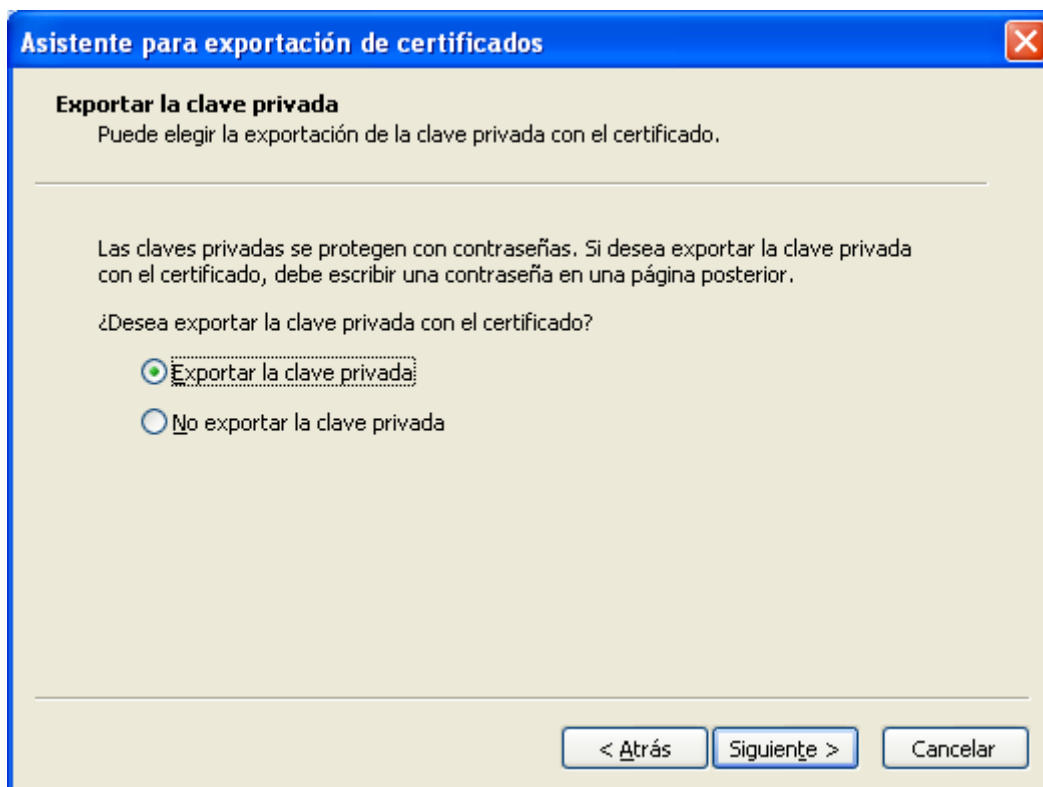 Asistente para exportación de certificados
Exportar la clave privada
Puede elegir la exportación de la clave privada con el certificado.
Las claves privadas se protegen con contraseñas. Si desea exportar la clave privada
con el certificado, debe escribir una contraseña en una página posterior.
¿Desea exportar la clave privada con el certificado?
Exportar la clave privada
No exportar la clave privada
< Atrás Siguiente > Cancelar